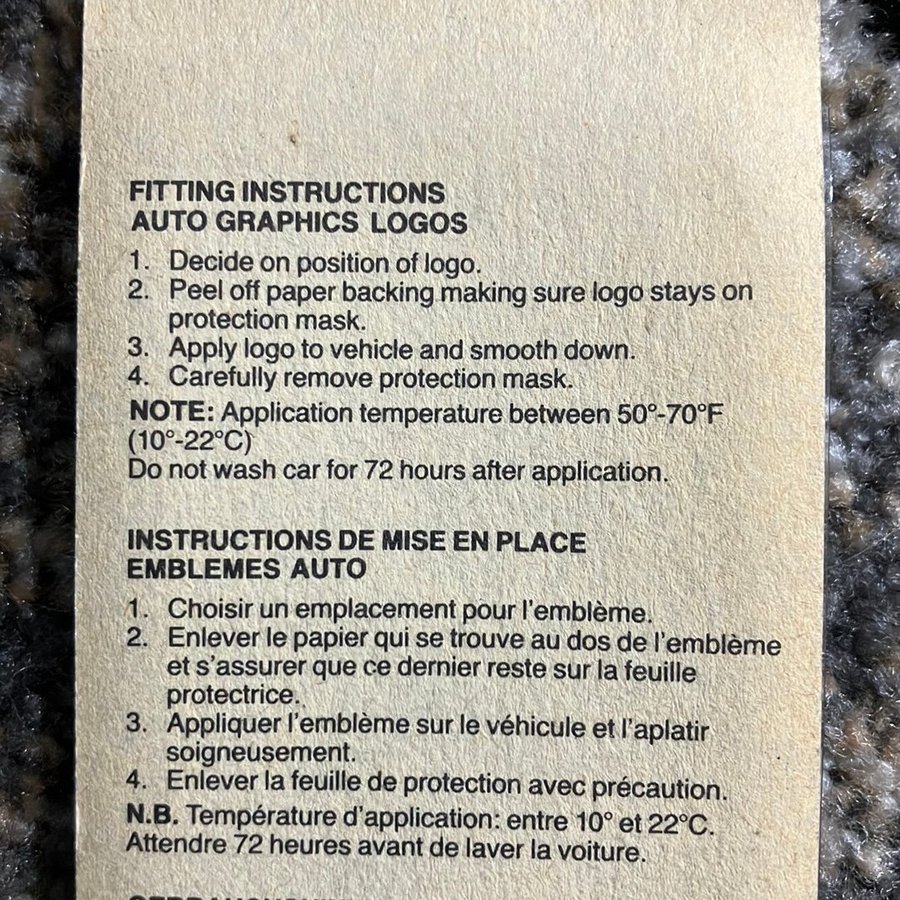 FITTING INSTRUCTIONS
AUTO GRAPHICS LOGOS
1. Decide on position of logo.
2. Peel off paper backing making sure logo stays on
protection mask.
3. Apply logo to vehicle and smooth down.
4. Carefully remove protection mask.
NOTE: Application temperature between 50°-70°F
(10°-22°C)
Do not wash car for 72 hours after application.
INSTRUCTIONS DE MISE EN PLACE
EMBLEMES AUTO
1. Choisir un emplacement pour l'emblème.
2. Enlever le papier qui se trouve au dos de l'emblème
et s'assurer que ce dernier reste sur la feuille
protectrice.
3. Appliquer l'emblème sur le véhicule et l'aplatir
soigneusement.
4. Enlever la feuille de protection avec précaution.
N.B. Température d'application: entre 10° et 22°C.
Attendre 72 heures avant de laver la voiture.